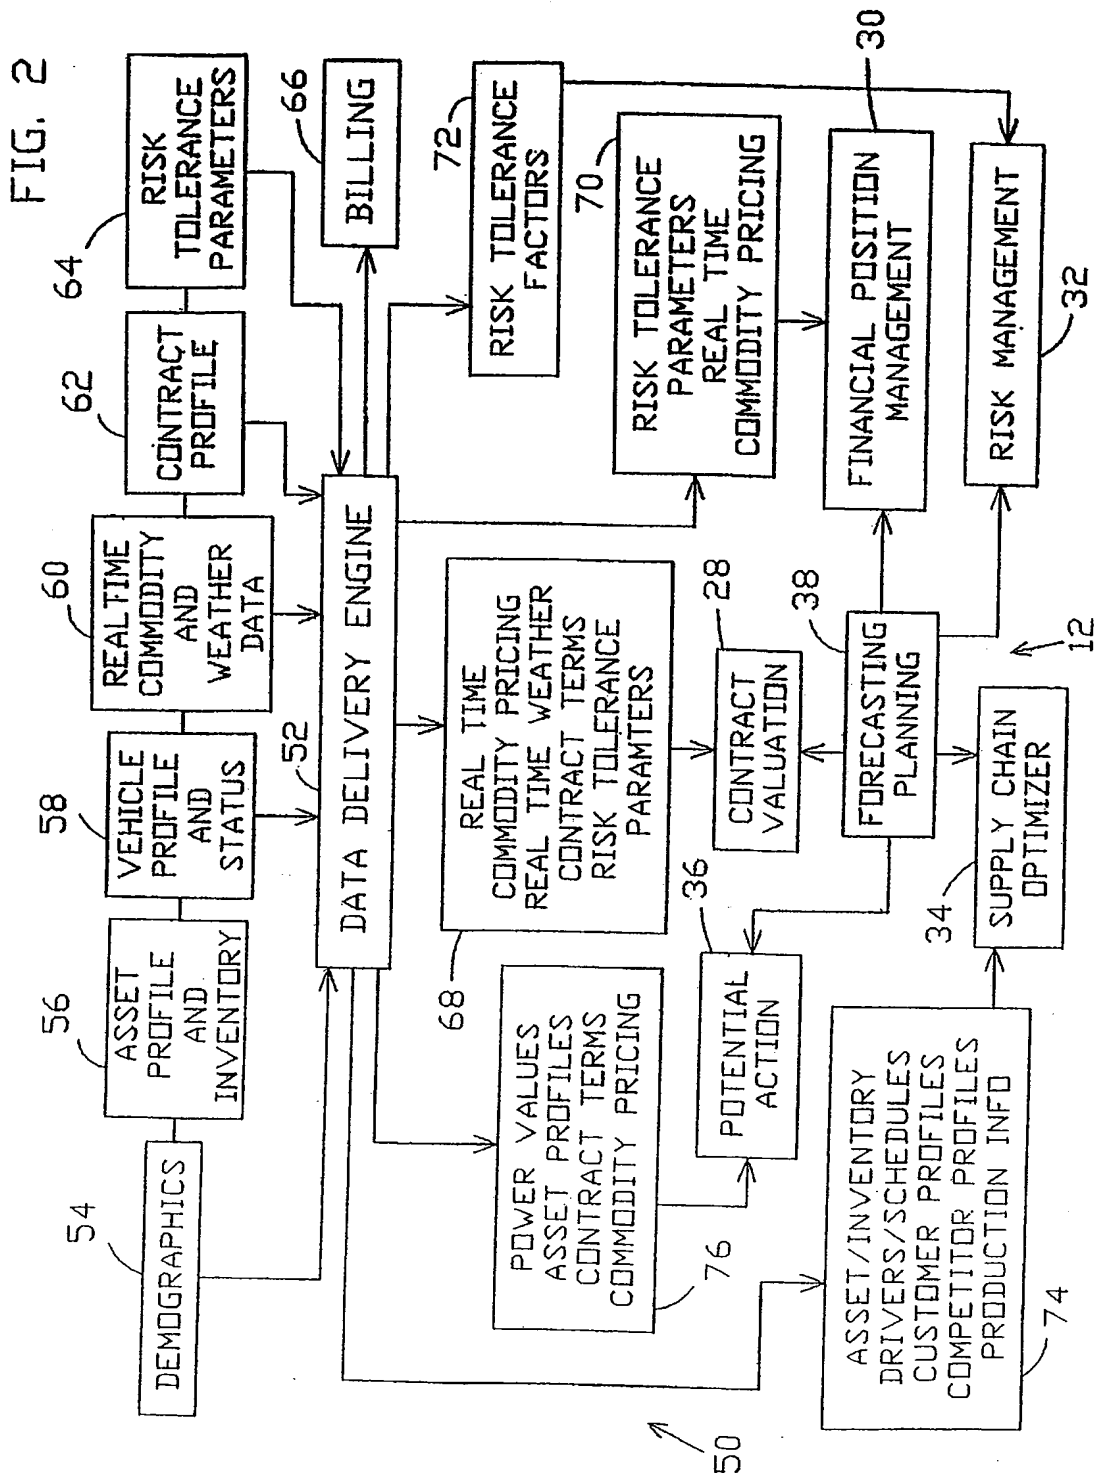 FIG. 2
54
56
58
60
62
64
DEMOGRAPHICS
ASSET
PROFILE
AND
INVENTORY
VEHICLE
PROFILE
AND
STATUS
REALTIME
COMMODITY
AND
WEATHER
DATA
CONTRACT
PROFILE
RISK
TOLERANCE
PARAMETERS
52
DATA DELIVERY ENGINE
66
BILLING
76
POWER VALUES
ASSET PROFILES
CONTRACT TERMS
COMMODITY PRICING
68
REAL TIME
COMMODITY PRICING
REAL TIME WEATHER
CONTRACT TERMS
RISK TOLERANCE
PARAMTERS
72
RISK TOLERANCE
FACTORS
70
RISK TOLERANCE
PARAMETERS
REAL TIME
COMMODITY PRICING
36
POTENTIAL
ACTION
28
CONTRACT
VALUATION
38
FORECASTING
PLANNING
30
FINANCIAL POSITION
MANAGEMENT
74
ASSET/INVENTORY
DRIVERS/SCHEDULES
CUSTOMER PROFILES
COMPETITOR PROFILES
PRODUCTION INFO
34
SUPPLY CHAIN
OPTIMIZER
RISK MANAGEMENT
32
50
12